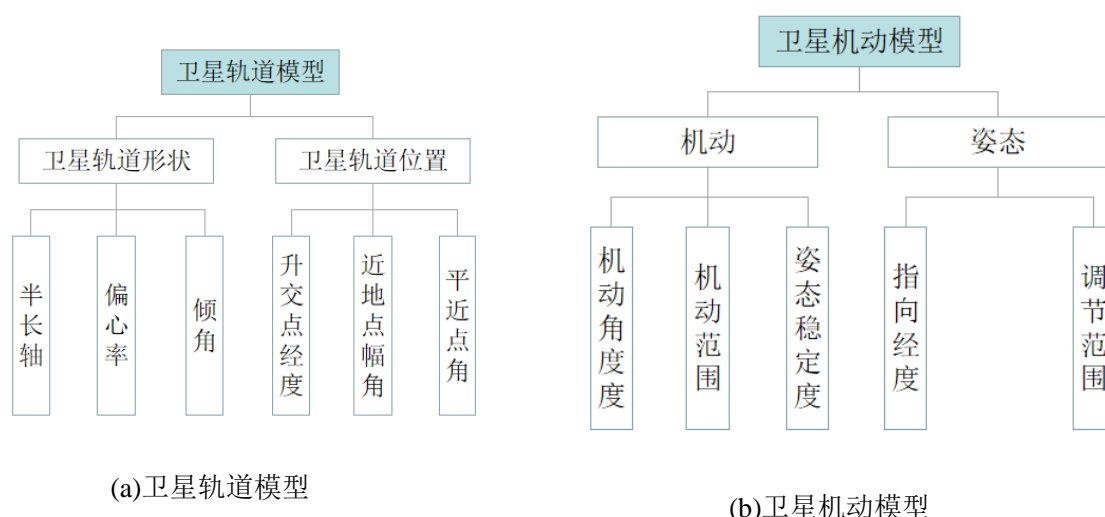 卫星轨道模型
卫星轨道形状
卫星轨道位置
半长轴
偏心率
倾角
升交点经度
近地点幅角
平近点角
(a)卫星轨道模型
卫星机动模型
机动
姿态
机动角度度
机动范围
姿态稳定度
指向经度
调节范围
(b)卫星机动模型